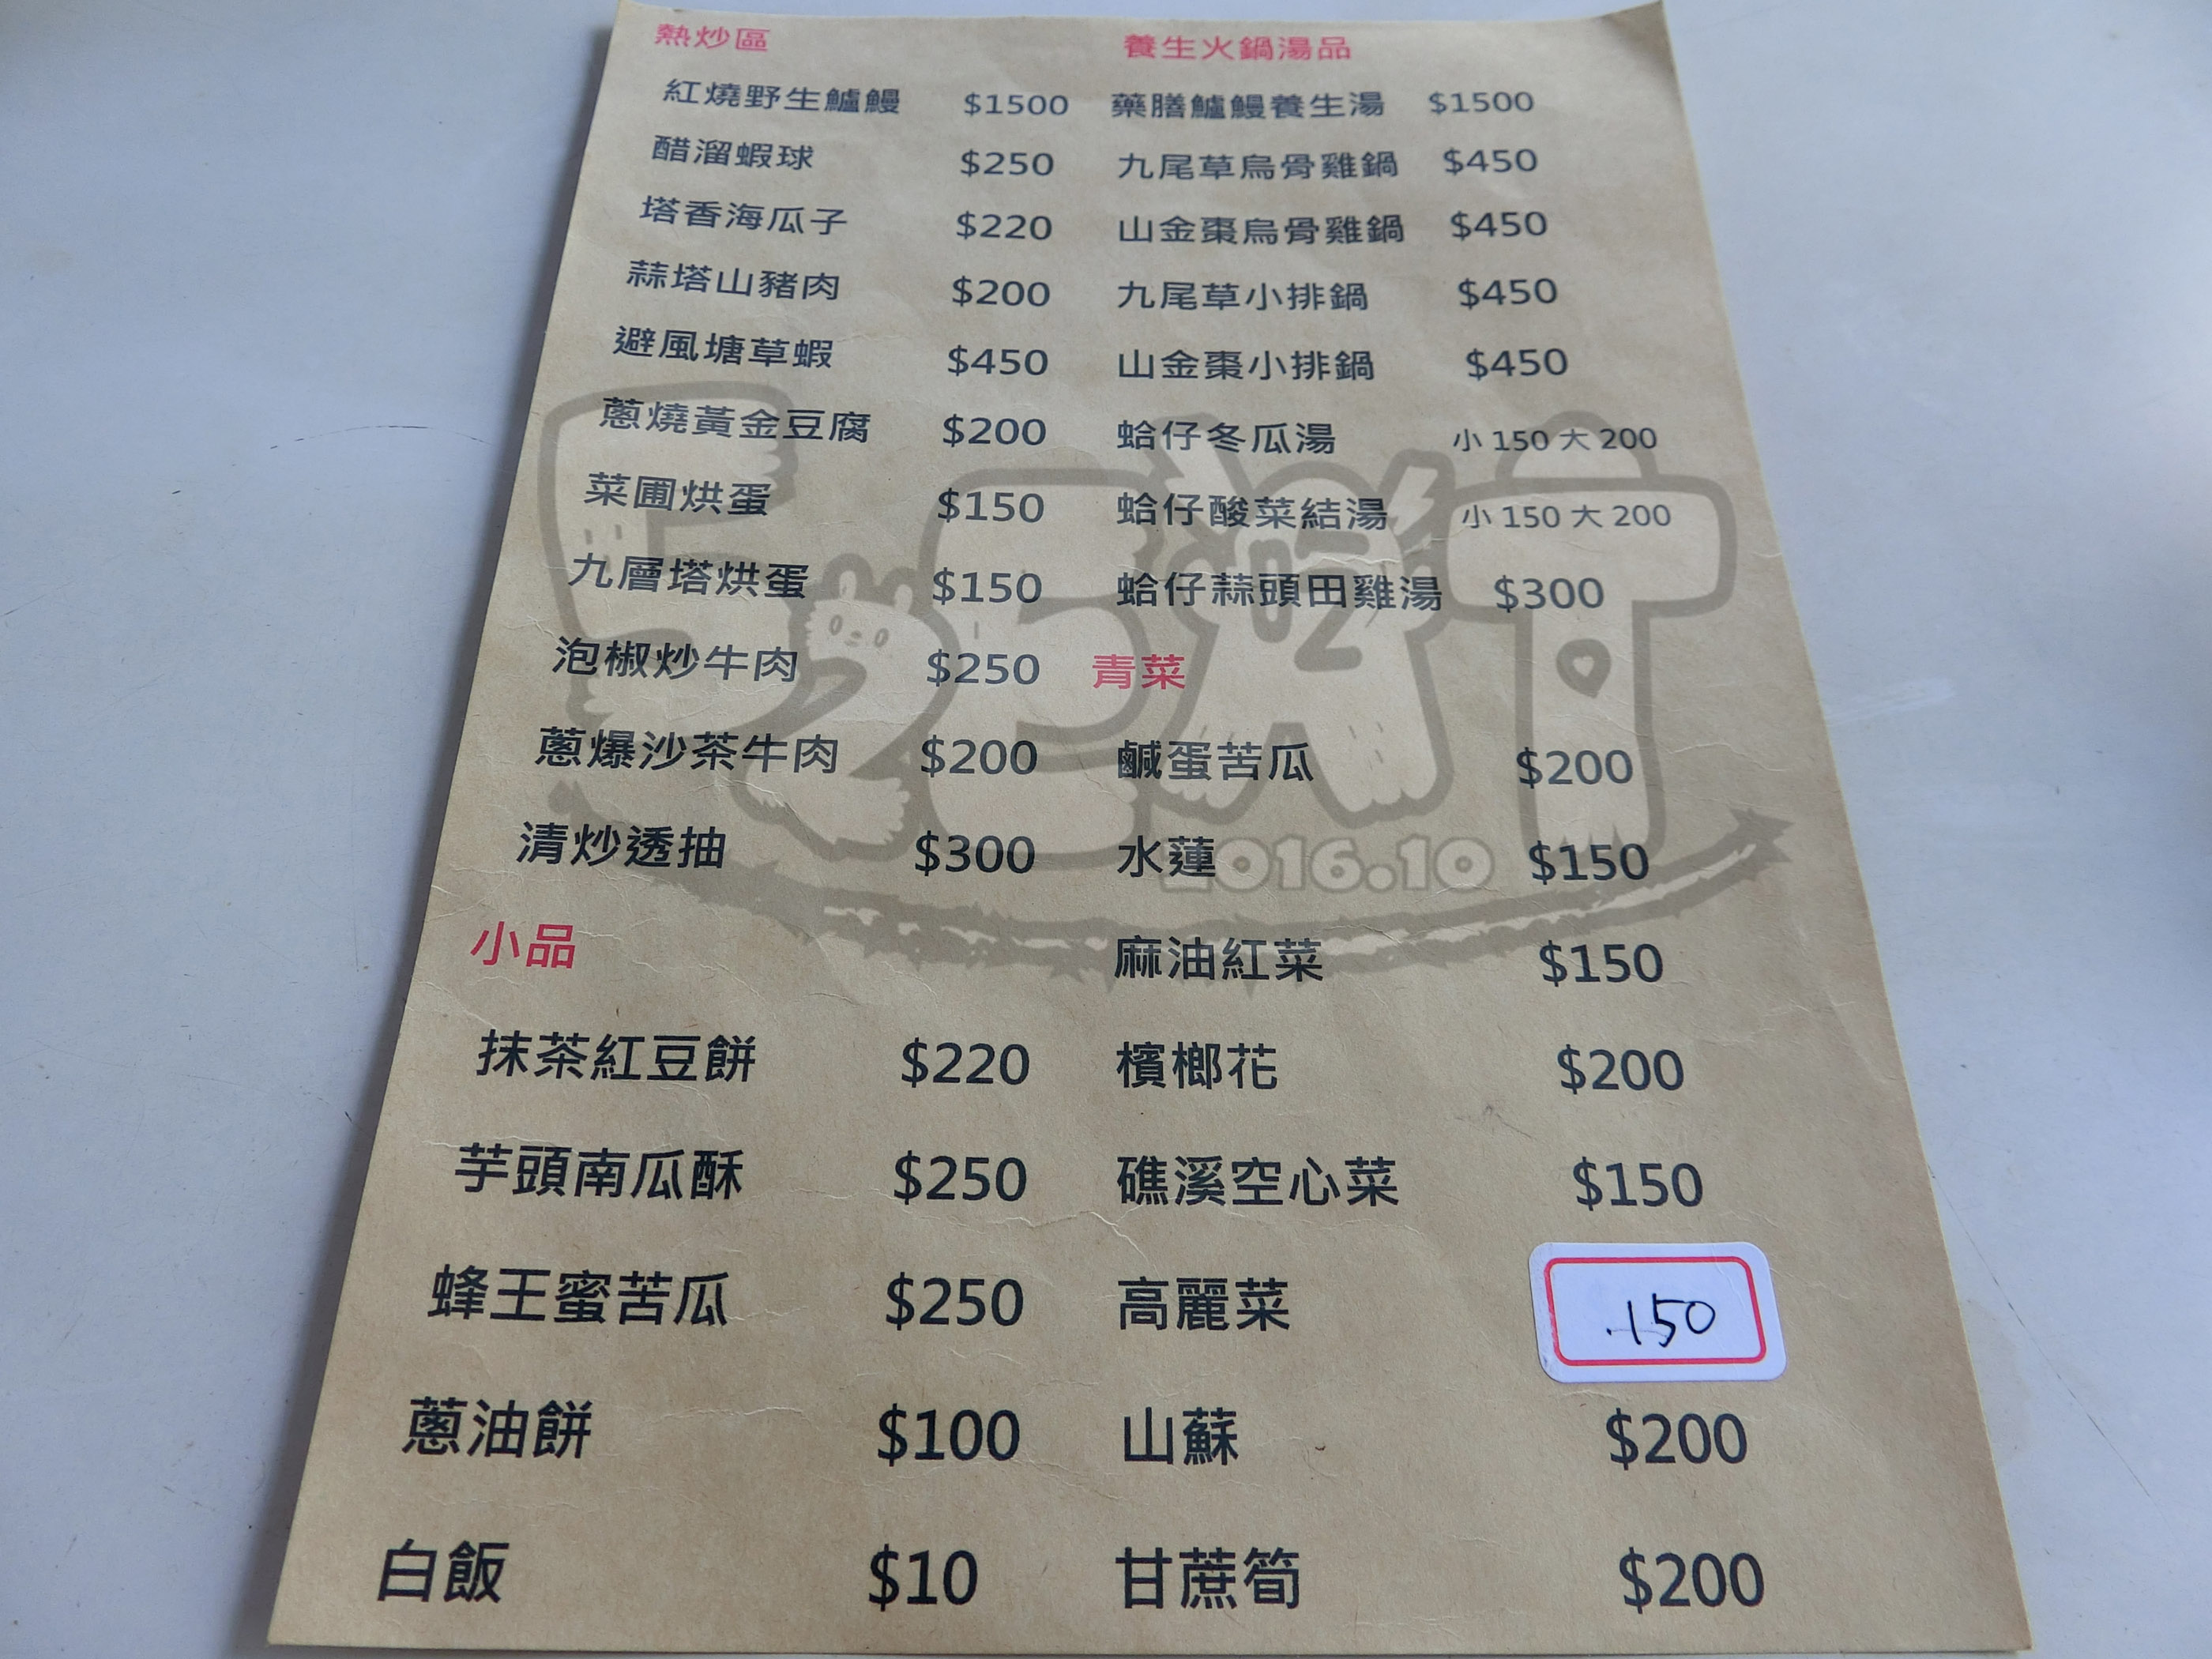 熱炒區
紅燒野生鱸鰻 $1500
醋溜蝦球 $250
塔香海瓜子 $220
蒜塔山豬肉 $200
避風塘草蝦 $450
蔥燒黃金豆腐 $200
菜圃烘蛋 $150
九層塔烘蛋 $150
泡椒炒牛肉 $250
蔥爆沙茶牛肉 $200
清炒透抽 $300
小品
抹茶紅豆餅 $220
芋頭南瓜酥 $250
蜂王蜜苦瓜 $250
蔥油餅 $100
白飯 $10
養生火鍋湯品
藥膳鱸鰻養生湯 $1500
九尾草烏骨雞鍋 $450
山金棗烏骨雞鍋 $450
九尾草小排鍋 $450
山金棗小排鍋 $450
蛤仔冬瓜湯 小 150 大 200
蛤仔酸菜結湯 小 150 大 200
蛤仔蒜頭田雞湯 $300
青菜
鹹蛋苦瓜 $200
水蓮 $150
麻油紅菜 $150
檳榔花 $200
礁溪空心菜 $150
高麗菜 .150
山蘇 $200
甘蔗筍 $200
吃
2016.10